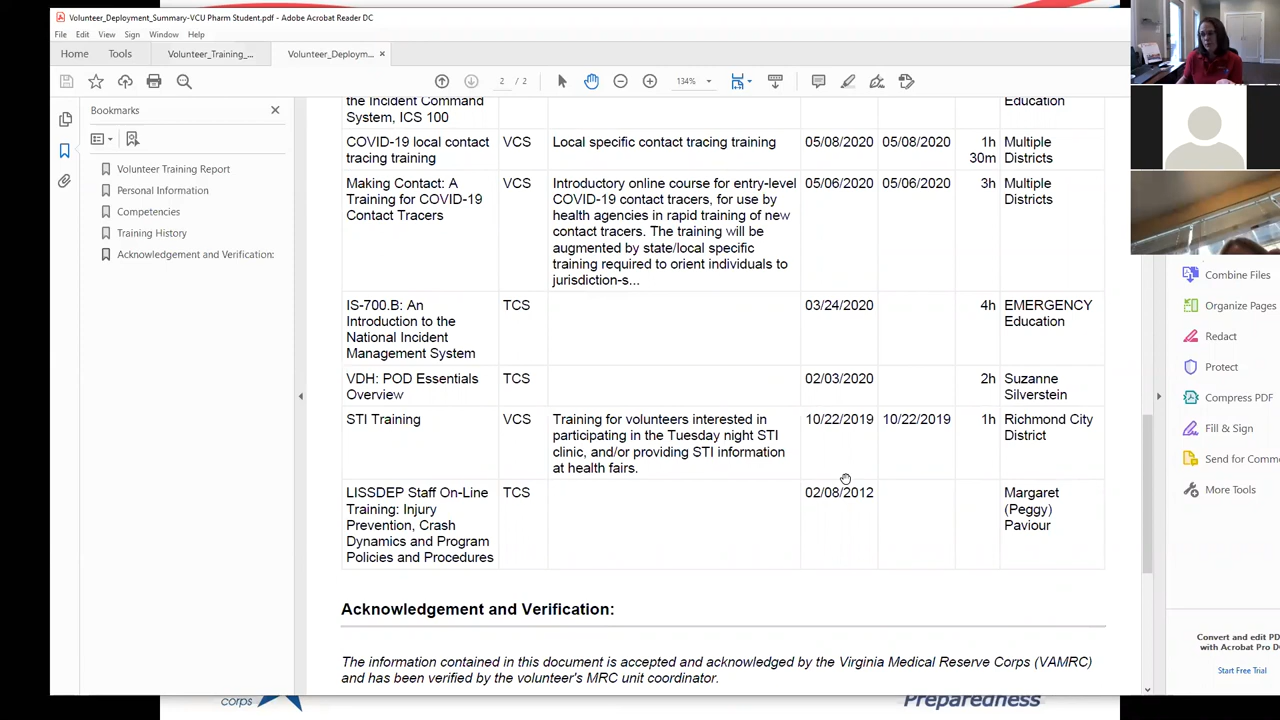 Volunteer_Deployment_Summary-VCU Pharm Student.pdf - Adobe Acrobat Reader DC
File Edit View Window Sign Help
Home Tools Volunteer_Training_... Volunteer_Deploym...
2 / 2 134%
Bookmarks
Volunteer Training Report
Personal Information
Competencies
Training History
Acknowledgement and Verification:
the Incident Command Education
System, ICS 100
COVID-19 local contact VCS Local specific contact tracing training 05/08/2020 05/08/2020 1h Multiple
tracing training 30m Districts
Making Contact: A VCS Introductory online course for entry-level 05/06/2020 05/06/2020 3h Multiple
Training for COVID-19 COVID-19 contact tracers, for use by Districts
Contact Tracers health agencies in rapid training of new
contact tracers. The training will be
augmented by state/local specific
training required to orient individuals to
jurisdiction-s...
IS-700.B: An TCS 03/24/2020 4h EMERGENCY
Introduction to the Education
National Incident
Management System
VDH: POD Essentials TCS 02/03/2020 2h Suzanne
Overview Silverstein
STI Training VCS Training for volunteers interested in 10/22/2019 10/22/2019 1h Richmond City
participating in the Tuesday night STI District
clinic, and/or providing STI information
at health fairs.
LISSDEP Staff On-Line TCS 02/08/2012 Margaret
Training: Injury (Peggy)
Prevention, Crash Paviour
Dynamics and Program
Policies and Procedures
Acknowledgement and Verification:
The information contained in this document is accepted and acknowledged by the Virginia Medical Reserve Corps (VAMRC)
and has been verified by the volunteer's MRC unit coordinator.
Combine Files
Organize Pages
Redact
Protect
Compress PDF
Fill & Sign
Send for Comme
More Tools
Convert and edit PD
with Acrobat Pro D
Start Free Trial
corps
Preparedness